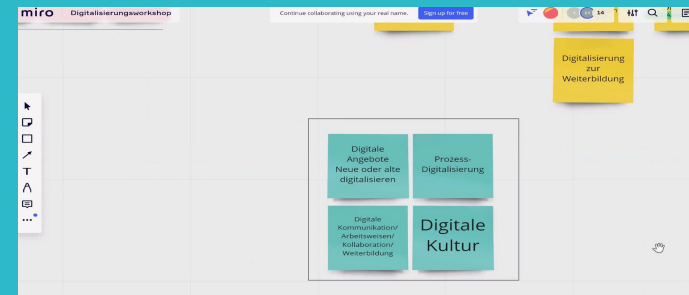 miro Digitalisierungsworkshop
Continue collaborating using your real name. Sign up for free
14
Digitalisierung
zur
Weiterbildung
Digitale
Angebote
Neue oder alte
digitalisieren
Prozess-
Digitalisierung
Digitale
Kommunikation/
Arbeitsweisen/
Kollaboration/
Weiterbildung
Digitale
Kultur